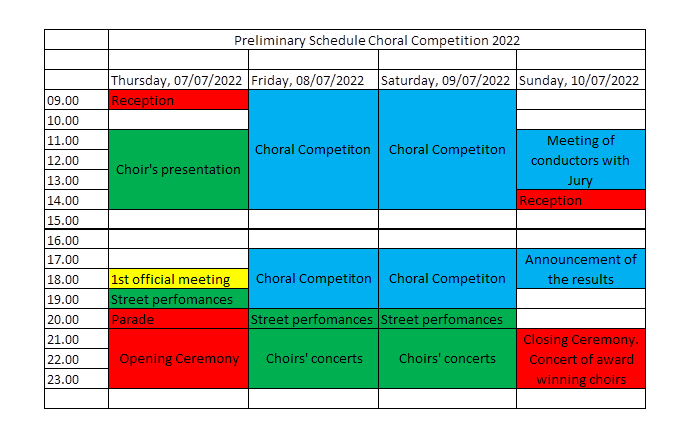 Preliminary Schedule Choral Competition 2022
Thursday, 07/07/2022 Friday, 08/07/2022 Saturday, 09/07/2022 Sunday, 10/07/2022
09.00 Reception
10.00
11.00 Meeting of
Choral Competiton Choral Competiton
12.00 conductors with
Choir's presentation
13.00 Jury
14.00 Reception
15.00
16.00
17.00 Announcement of
18.00 1st official meeting Choral Competiton Choral Competiton the results
19.00 Street perfomances
20.00 Parade Street perfomances Street perfomances
21.00 Closing Ceremony.
22.00 Opening Ceremony Choirs' concerts Choirs' concerts Concert of award
23.00 winning choirs